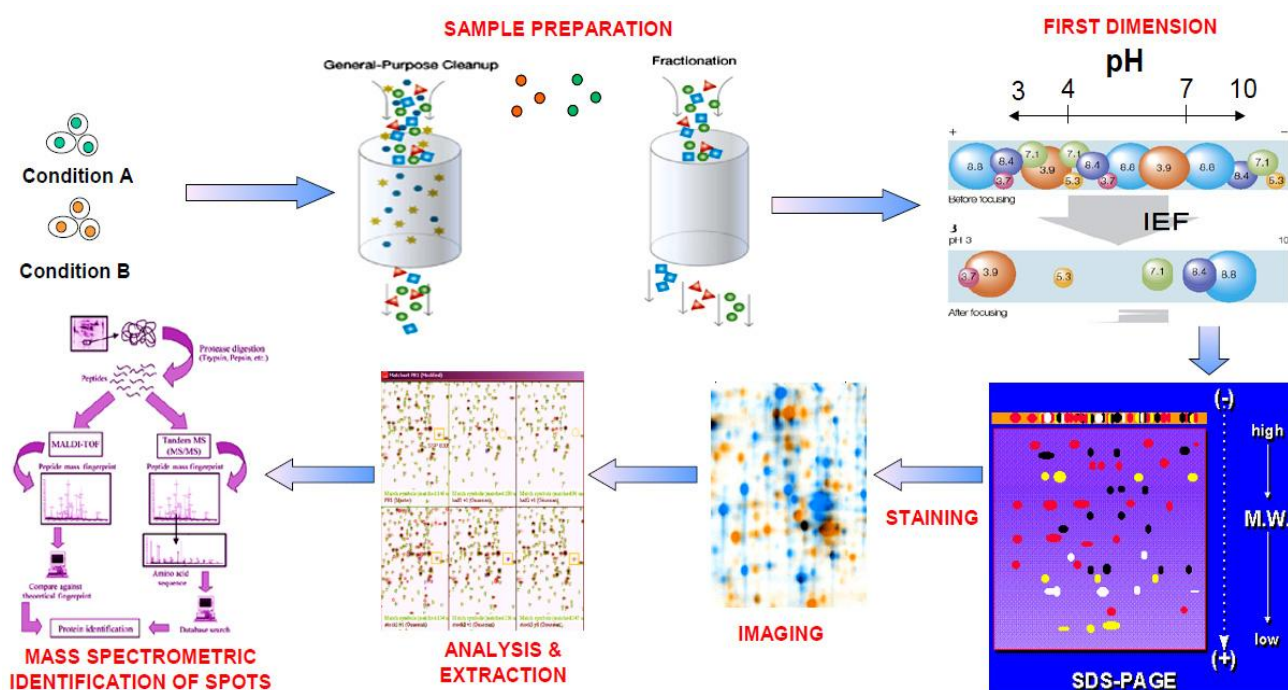 SAMPLE PREPARATION
General-Purpose Cleanup
Fractionation
FIRST DIMENSION
pH
3 4 7 10
+ −
8.8 8.4 3.7 7.1 3.9 7.1 5.3 8.4 3.7 8.8 3.9 8.8 8.4 7.1 5.3
Before focusing
IEF
3
pH 3 10
3.7 3.9 5.3 7.1 8.4 8.8
After focusing
Condition A
Condition B
(-)
high
M.W.
low
(+)
SDS-PAGE
STAINING
IMAGING
ANALYSIS &
EXTRACTION
Protease digestion
(Trypsin, Pepsin, etc.)
Peptides
MALDI-TOF
Tandem MS
(MS/MS)
Peptide mass fingerprint
Peptide mass fingerprint
Amino acid
sequence
Compare against
theoretical fingerprint
Protein identification
Database search
MASS SPECTROMETRIC
IDENTIFICATION OF SPOTS